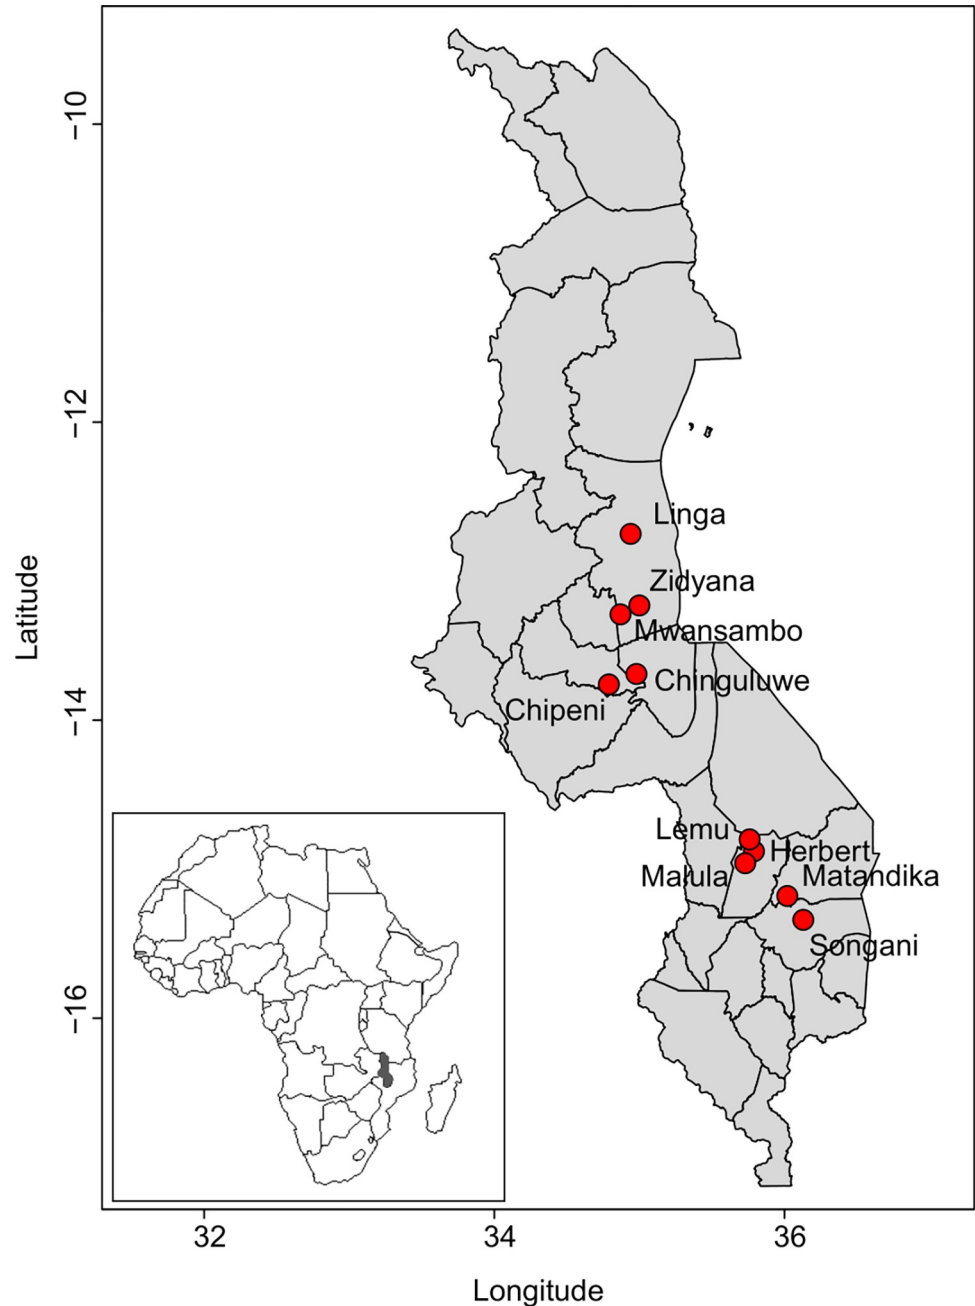 −10
−12
−14
−16
Latitude
Linga
Zidyana
Mwansambo
Chinguluwe
Chipeni
Lemu
Herbert
Malula
Matandika
Songani
32
34
36
Longitude